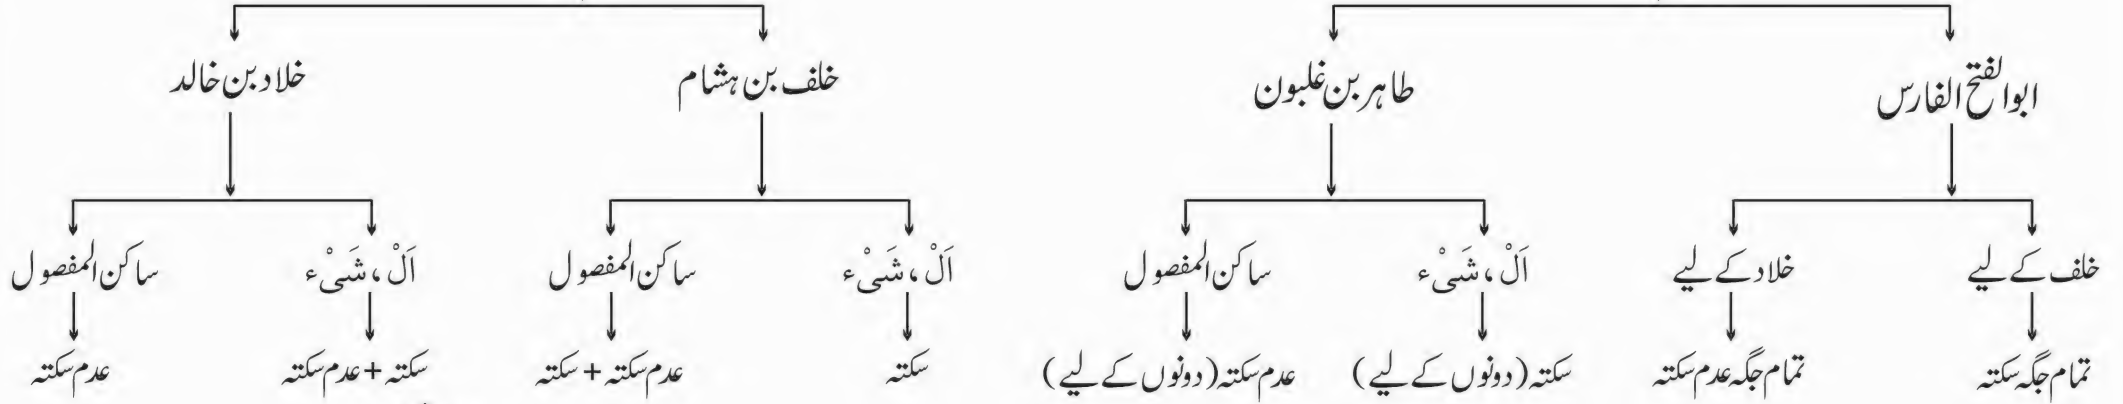 ابوالفتح الفارس طاہر بن غلبون خلف بن ہشام خلاد بن خالد
خلف کے لیے خلاد کے لیے اَلْ، شَیْء ساکن المفصول اَلْ، شَیْء ساکن المفصول اَلْ، شَیْء ساکن المفصول
تمام جگہ سکتہ تمام جگہ عدم سکتہ سکتہ (دونوں کے لیے) عدم سکتہ (دونوں کے لیے) سکتہ عدم سکتہ + سکتہ سکتہ + عدم سکتہ عدم سکتہ